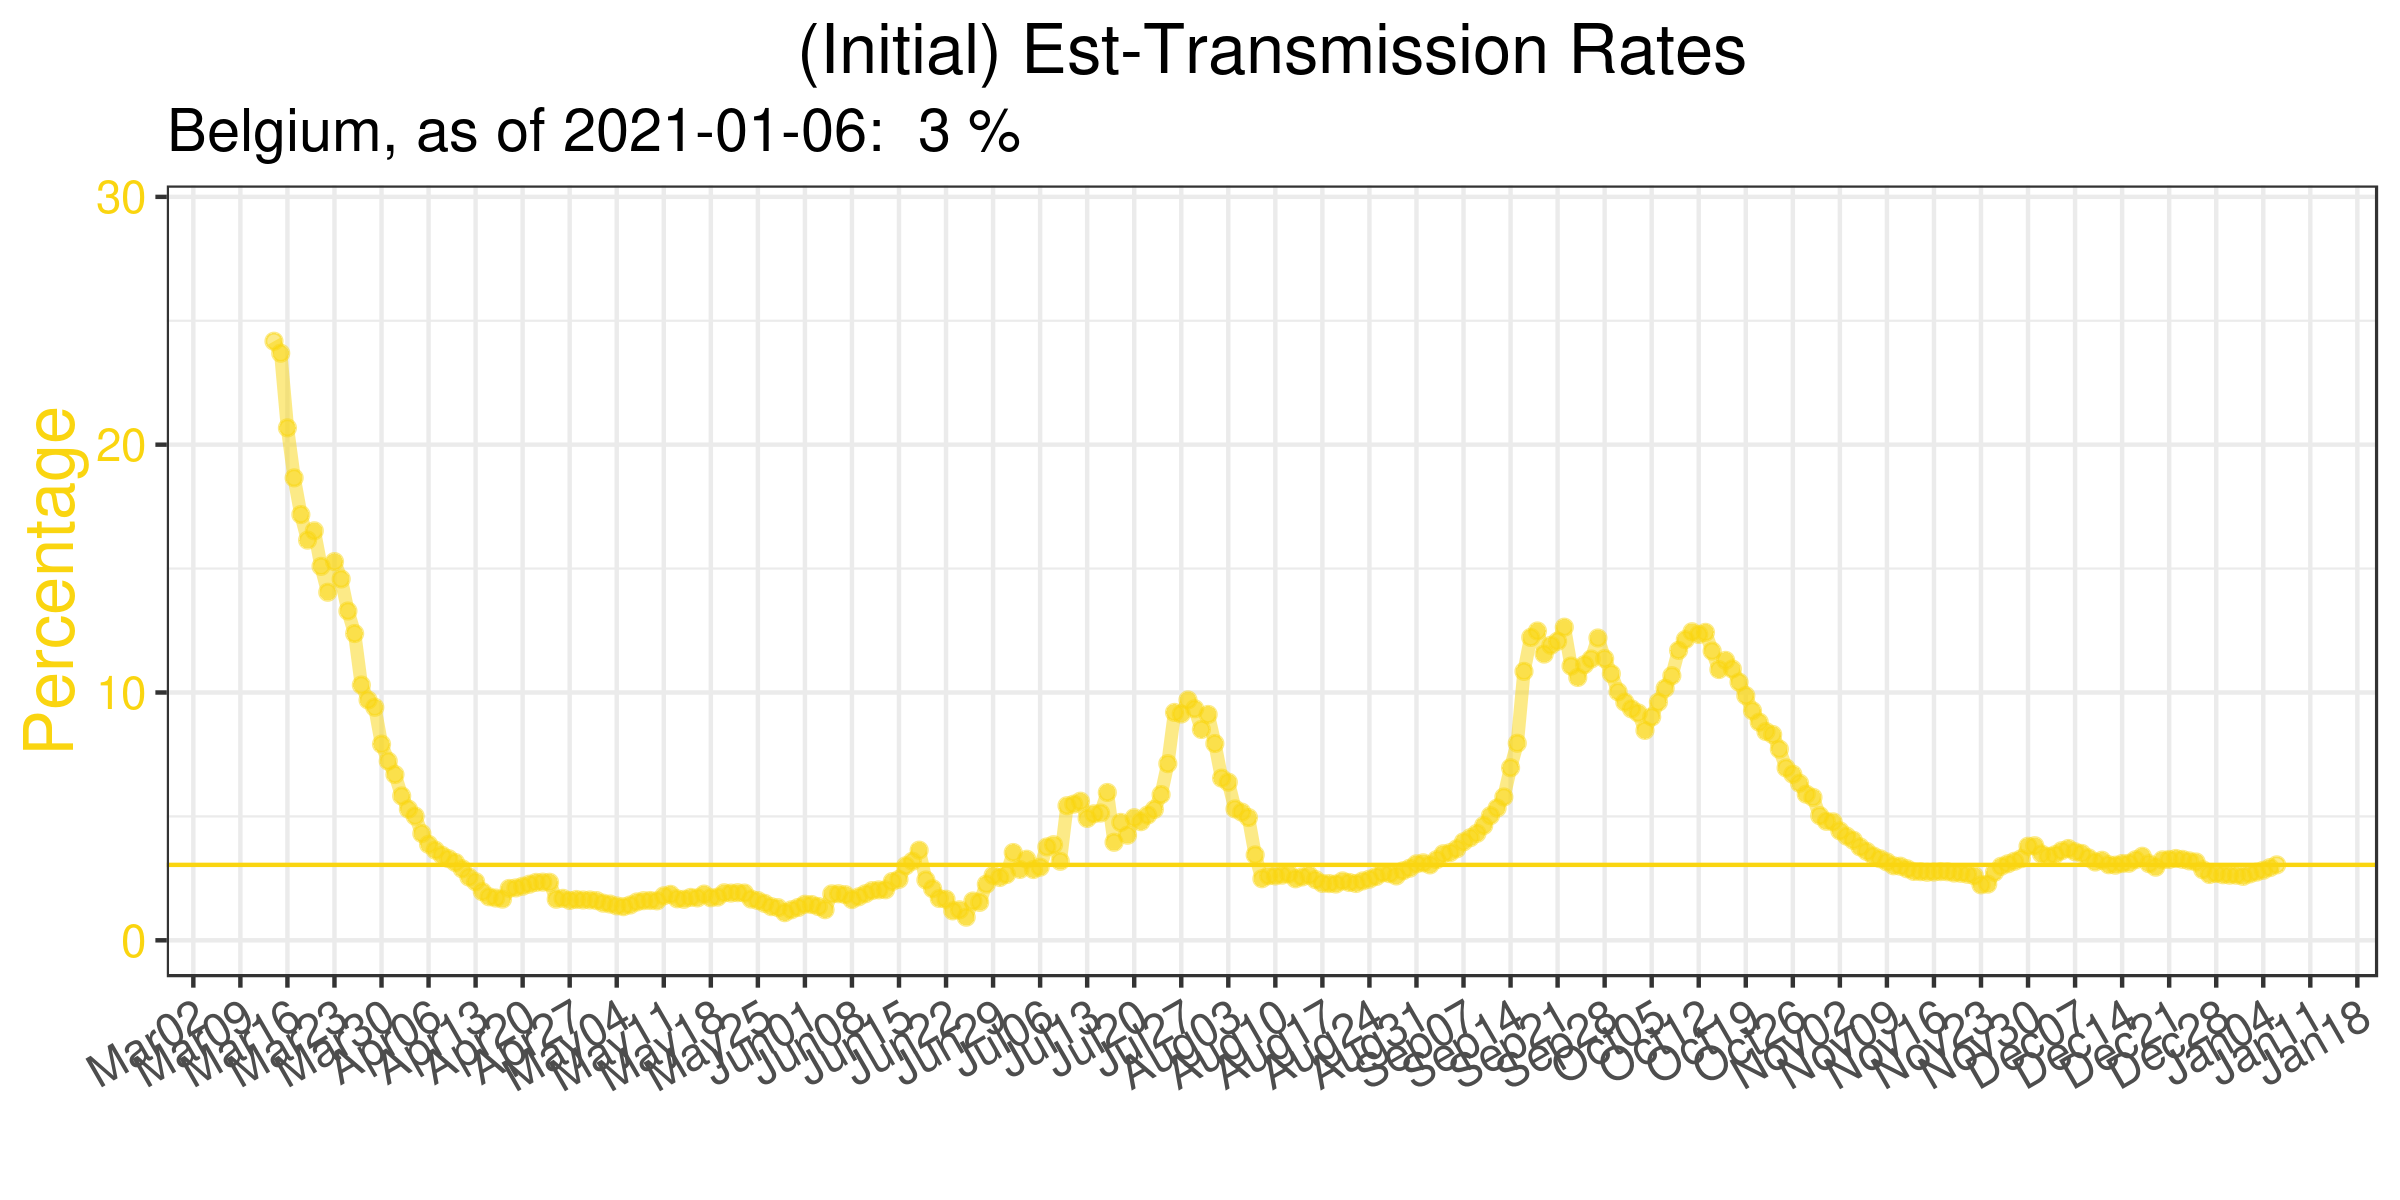 (Initial) Est-Transmission Rates
Belgium, as of 2021-01-06:  3 %
Percentage
30
20
10
0
Mar02
Mar09
Mar16
Mar23
Mar30
Apr06
Apr13
Apr20
Apr27
May04
May11
May18
May25
Jun01
Jun08
Jun15
Jun22
Jun29
Jul06
Jul13
Jul20
Jul27
Aug03
Aug10
Aug17
Aug24
Aug31
Sep07
Sep14
Sep21
Sep28
Oct05
Oct12
Oct19
Oct26
Nov02
Nov09
Nov16
Nov23
Nov30
Dec07
Dec14
Dec21
Dec28
Jan04
Jan11
Jan18